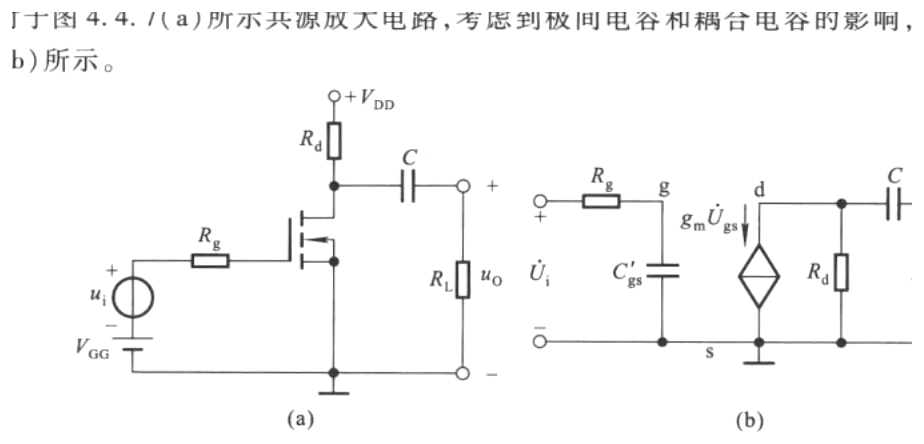 于图 4.4.7(a)所示共源放大电路,考虑到极间电容和耦合电容的影响,
b)所示。
+V_DD
R_d
C
+
R_g
+
u_i
−
V_GG
R_L
u_O
−
(a)
R_g
g
d
C
+
g_m U̇_gs
U̇_i
C′_gs
R_d
−
s
(b)